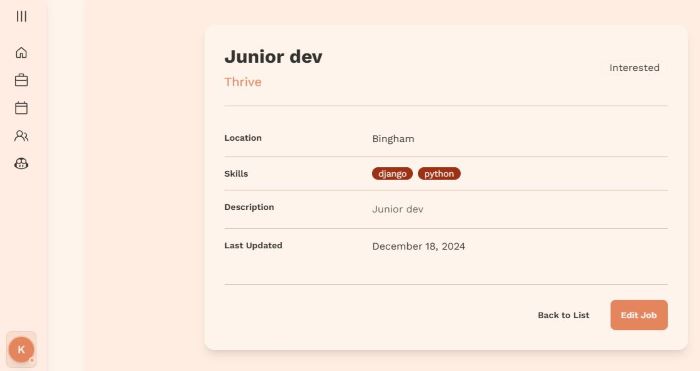 Junior dev
Thrive
Interested
Location
Bingham
Skills
django python
Description
Junior dev
Last Updated
December 18, 2024
Back to List
Edit Job
K